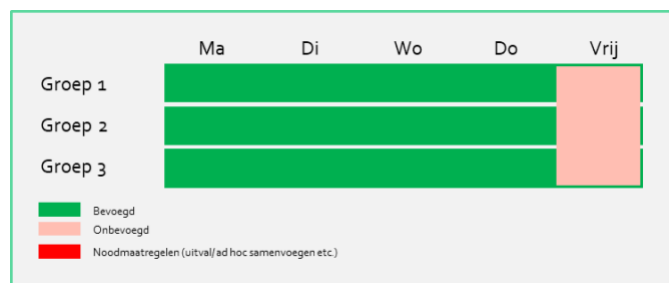 Ma Di Wo Do Vrij
Groep 1
Groep 2
Groep 3
Bevoegd
Onbevoegd
Noodmaatregelen (uitval/ad hoc samenvoegen etc.)